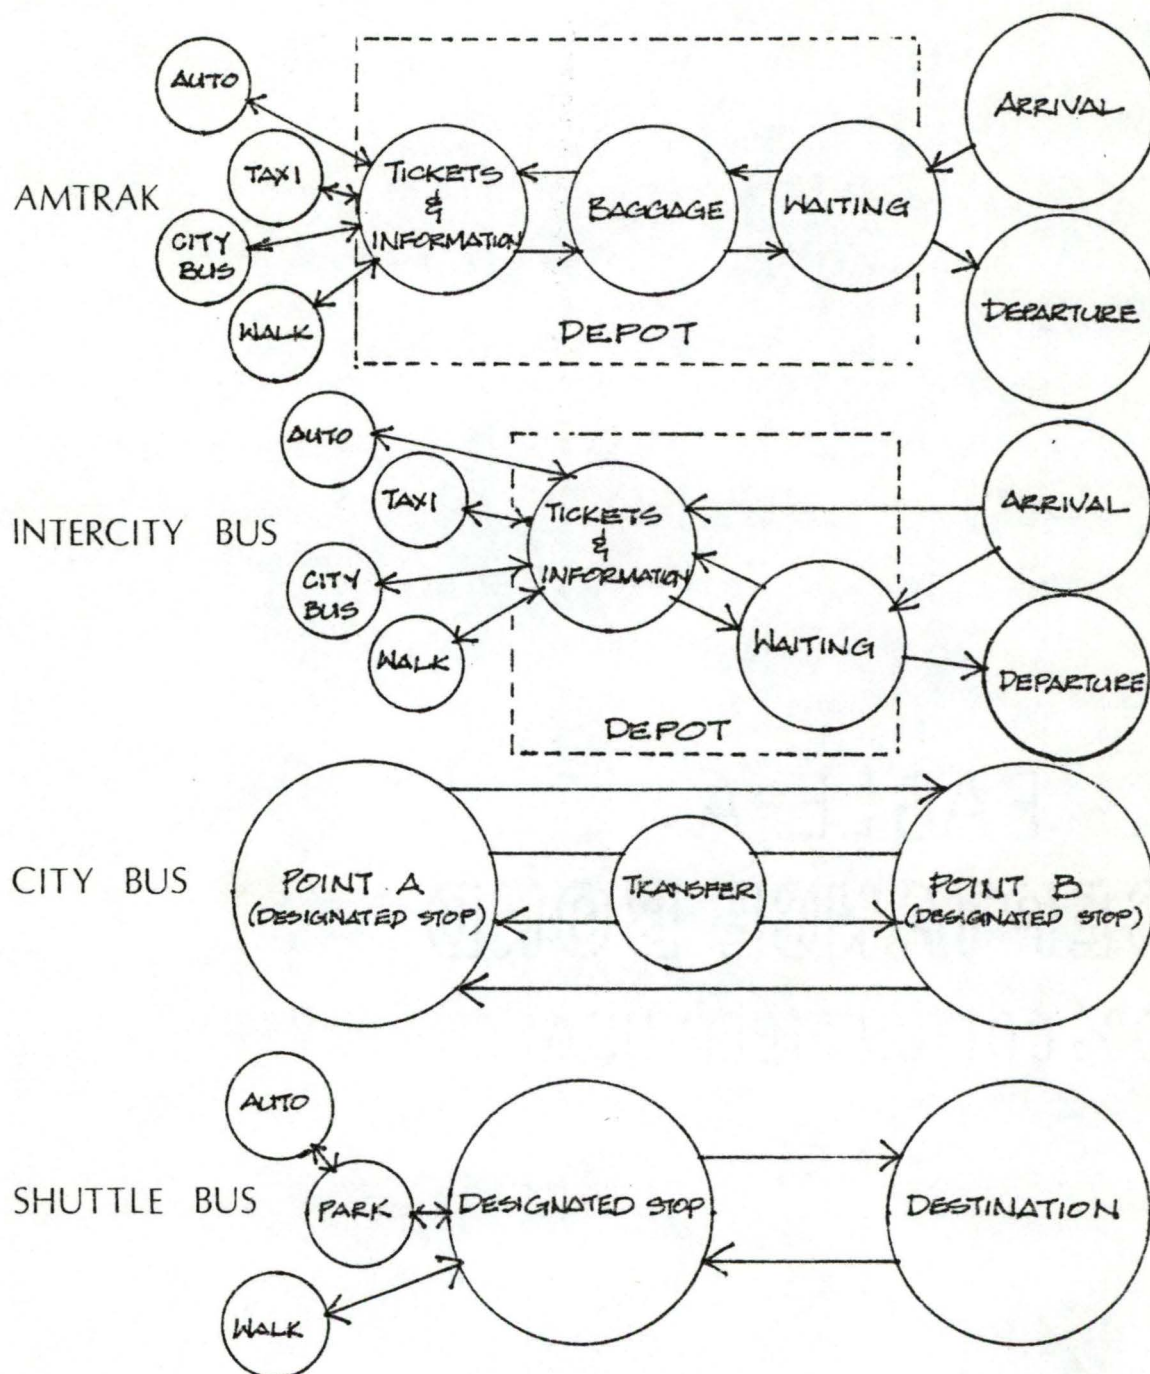 AMTRAK
AUTO
TAXI
CITY
BUS
WALK
TICKETS
&
INFORMATION
BAGGAGE
WAITING
DEPOT
ARRIVAL
DEPARTURE
INTERCITY BUS
AUTO
TAXI
CITY
BUS
WALK
TICKETS
&
INFORMATION
WAITING
DEPOT
ARRIVAL
DEPARTURE
CITY BUS
POINT A
(DESIGNATED STOP)
TRANSFER
POINT B
(DESIGNATED STOP)
SHUTTLE BUS
AUTO
PARK
WALK
DESIGNATED STOP
DESTINATION